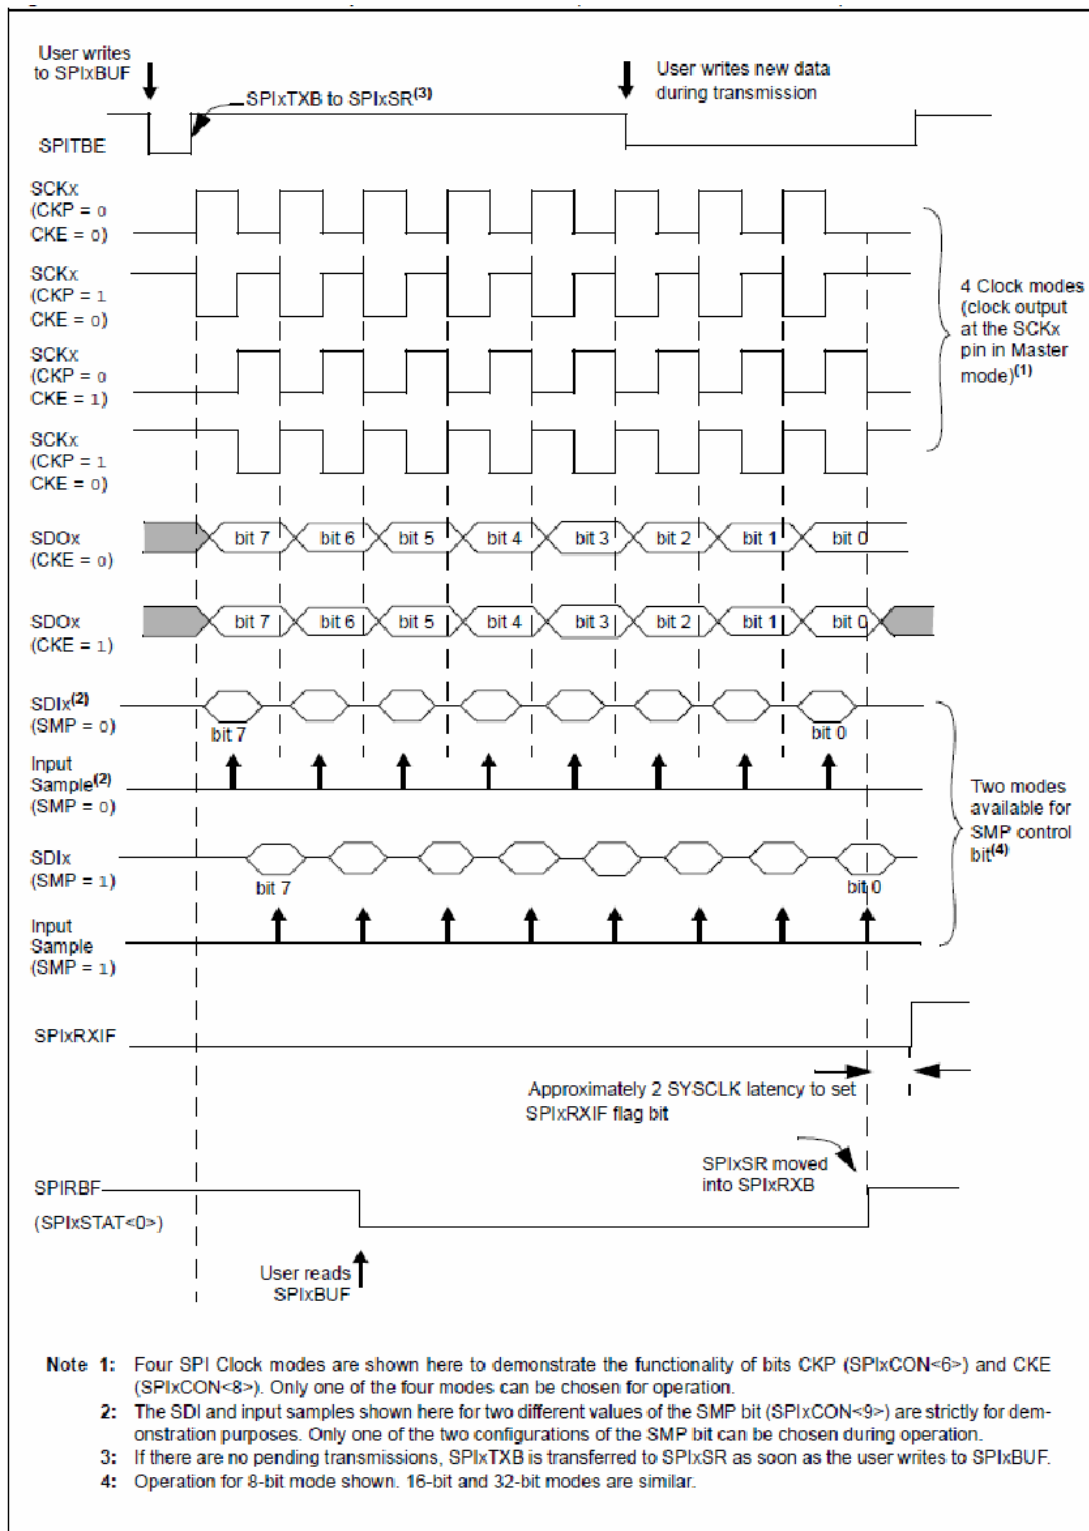 User writes
to SPIxBUF
User writes new data
during transmission
SPIxTXB to SPIxSR(3)
SPITBE
SCKx
(CKP = 0
CKE = 0)
SCKx
(CKP = 1
CKE = 0)
SCKx
(CKP = 0
CKE = 1)
SCKx
(CKP = 1
CKE = 0)
4 Clock modes
(clock output
at the SCKx
pin in Master
mode)(1)
SDOx
(CKE = 0)
bit 7 bit 6 bit 5 bit 4 bit 3 bit 2 bit 1 bit 0
SDOx
(CKE = 1)
bit 7 bit 6 bit 5 bit 4 bit 3 bit 2 bit 1 bit 0
SDIx(2)
(SMP = 0)
bit 7 bit 0
Input
Sample(2)
(SMP = 0)
Two modes
available for
SMP control
bit(4)
SDIx
(SMP = 1)
bit 7 bit 0
Input
Sample
(SMP = 1)
SPIxRXIF
Approximately 2 SYSCLK latency to set
SPIxRXIF flag bit
SPIxSR moved
into SPIxRXB
SPIRBF
(SPIxSTAT<0>)
User reads
SPIxBUF
Note 1: Four SPI Clock modes are shown here to demonstrate the functionality of bits CKP (SPIxCON<6>) and CKE
(SPIxCON<8>). Only one of the four modes can be chosen for operation.
2: The SDI and input samples shown here for two different values of the SMP bit (SPIxCON<9>) are strictly for dem-
onstration purposes. Only one of the two configurations of the SMP bit can be chosen during operation.
3: If there are no pending transmissions, SPIxTXB is transferred to SPIxSR as soon as the user writes to SPIxBUF.
4: Operation for 8-bit mode shown. 16-bit and 32-bit modes are similar.